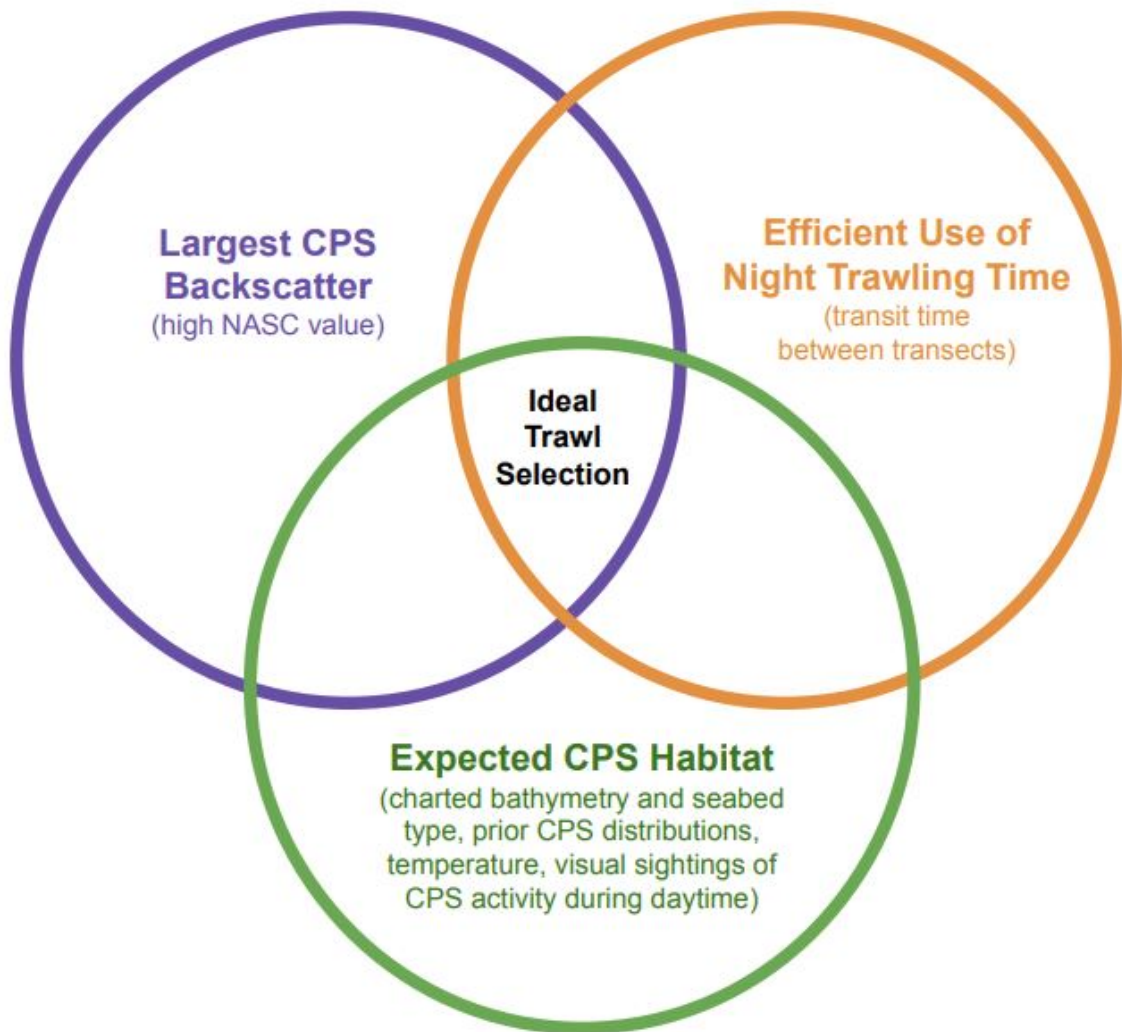 Largest CPS
Backscatter
(high NASC value)
Efficient Use of
Night Trawling Time
(transit time
between transects)
Ideal
Trawl
Selection
Expected CPS Habitat
(charted bathymetry and seabed
type, prior CPS distributions,
temperature, visual sightings of
CPS activity during daytime)